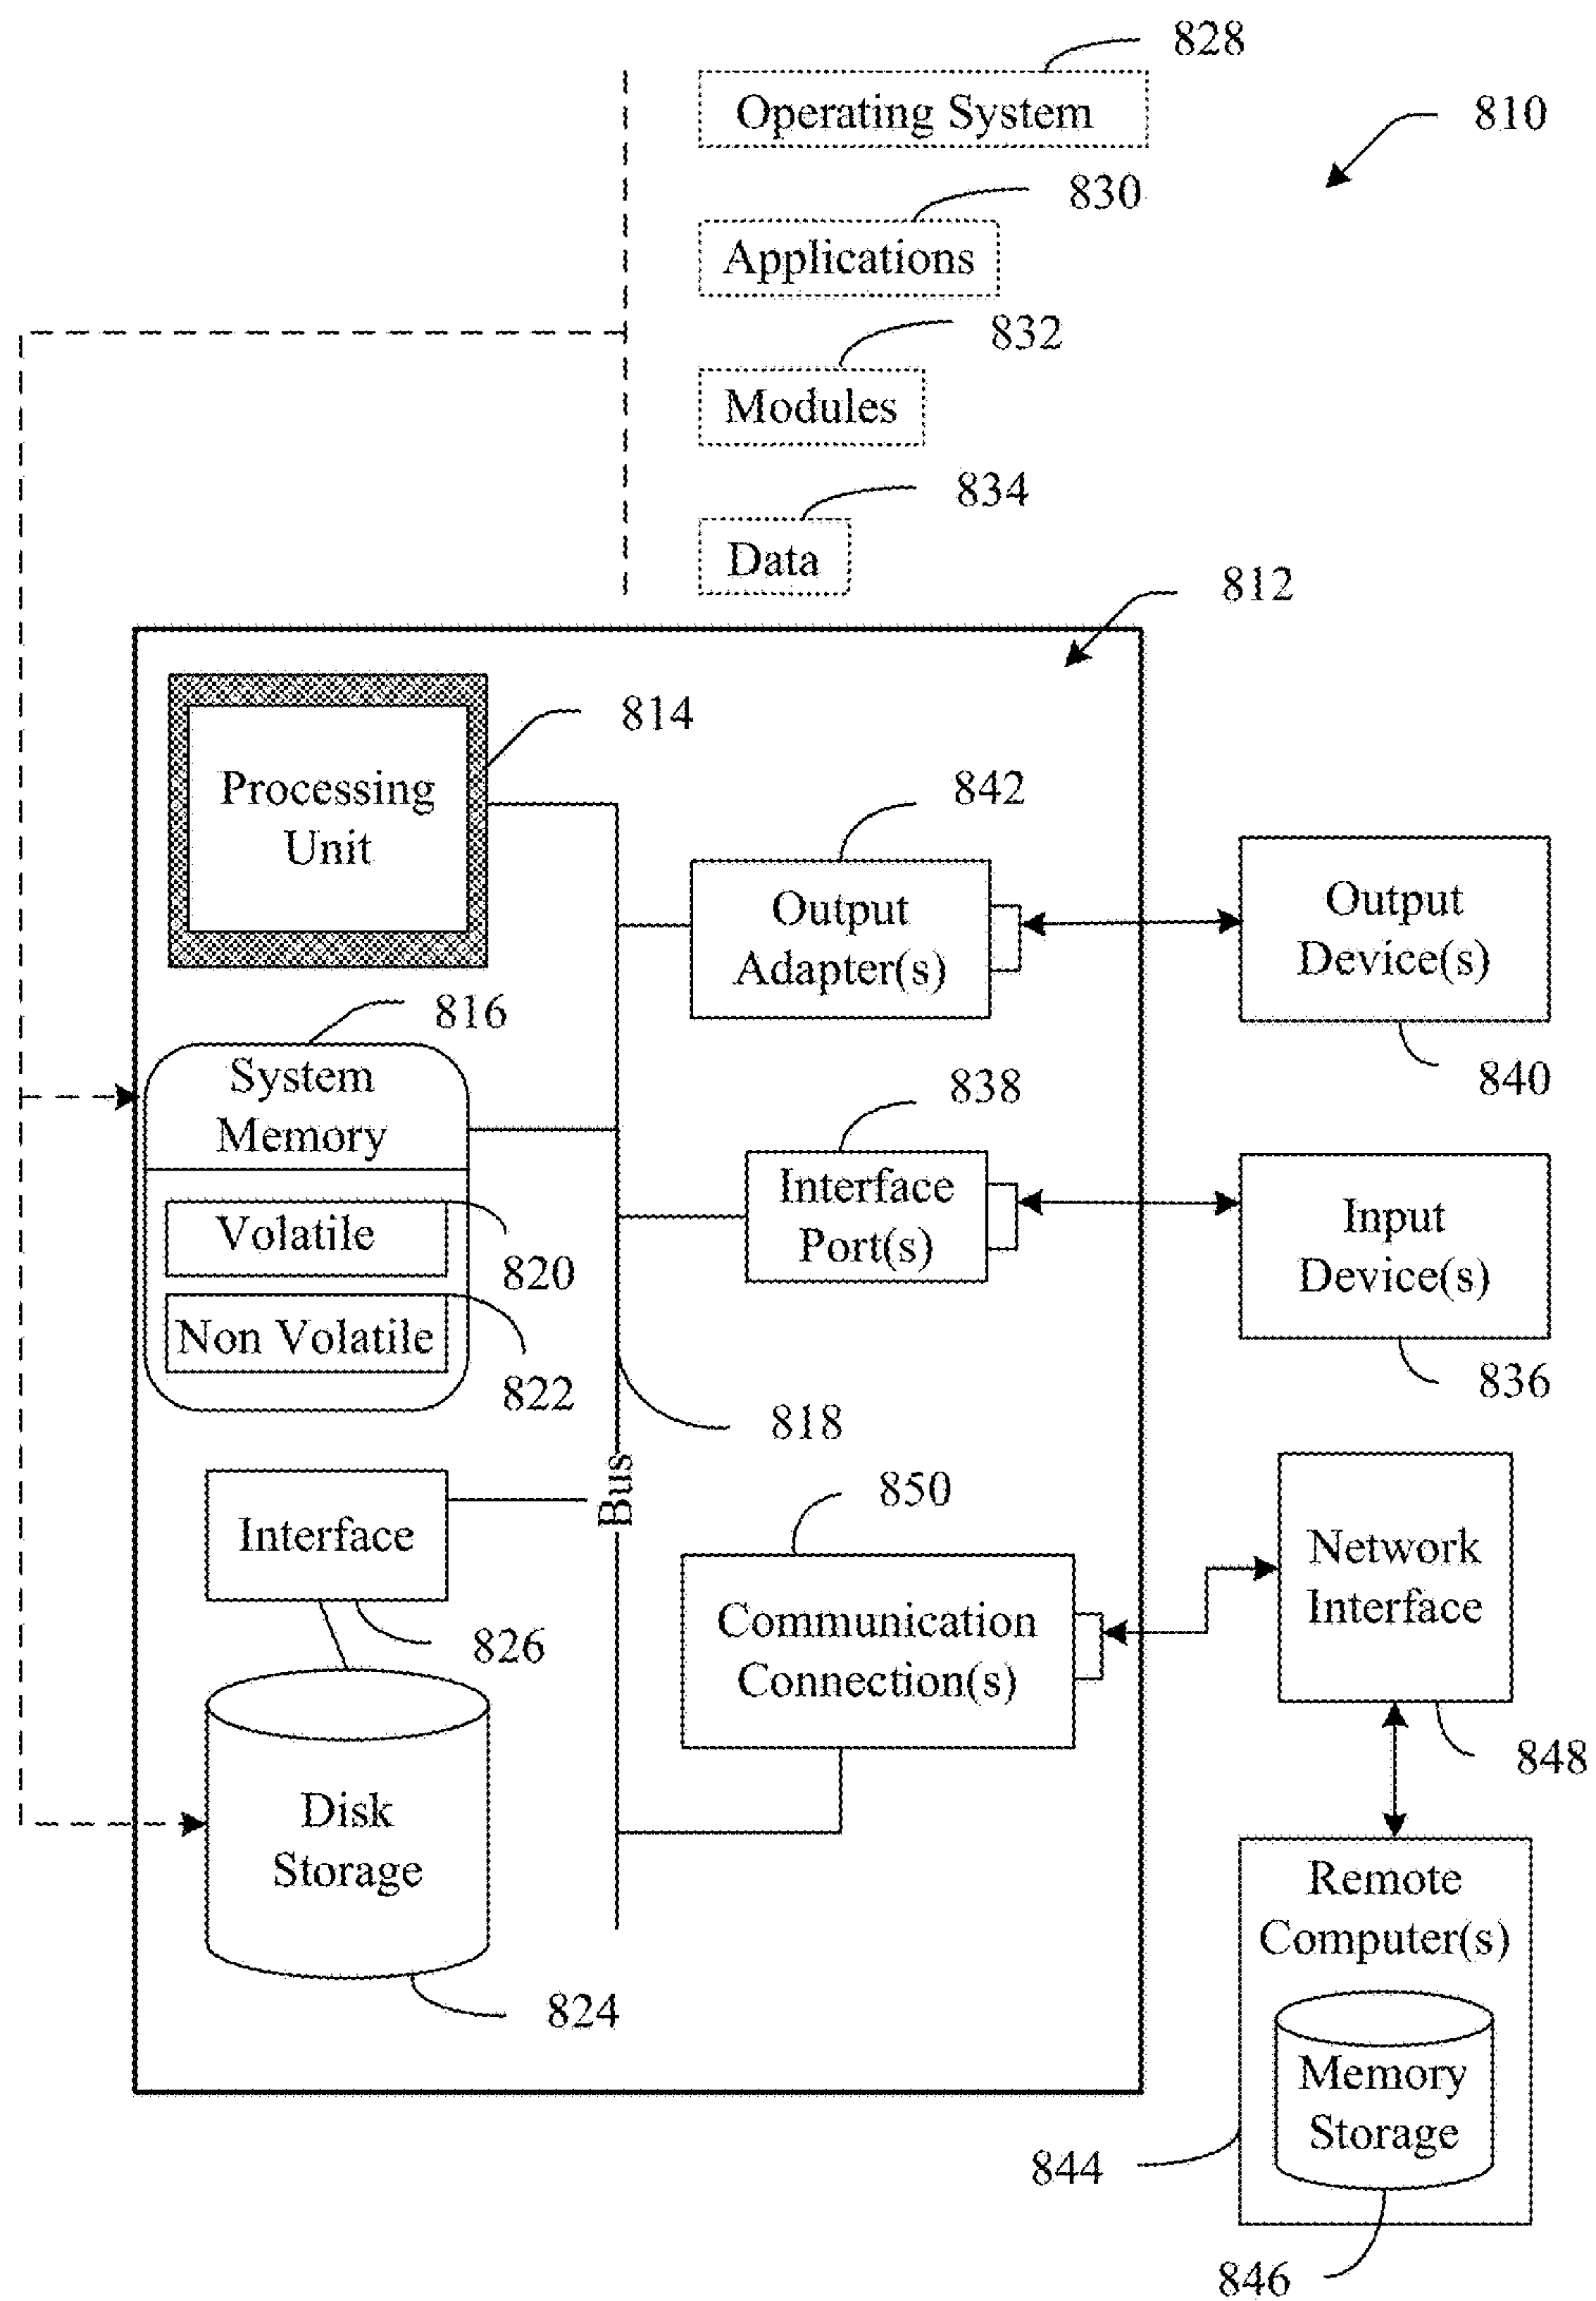 828
Operating System
810
830
Applications
832
Modules
834
Data
812
814
Processing
Unit
842
Output
Adapter(s)
Output
Device(s)
840
816
System
Memory
838
Interface
Port(s)
Input
Device(s)
836
Volatile
820
Non Volatile
822
818
Bus
850
Interface
826
Communication
Connection(s)
Network
Interface
848
Disk
Storage
824
Remote
Computer(s)
Memory
Storage
844
846